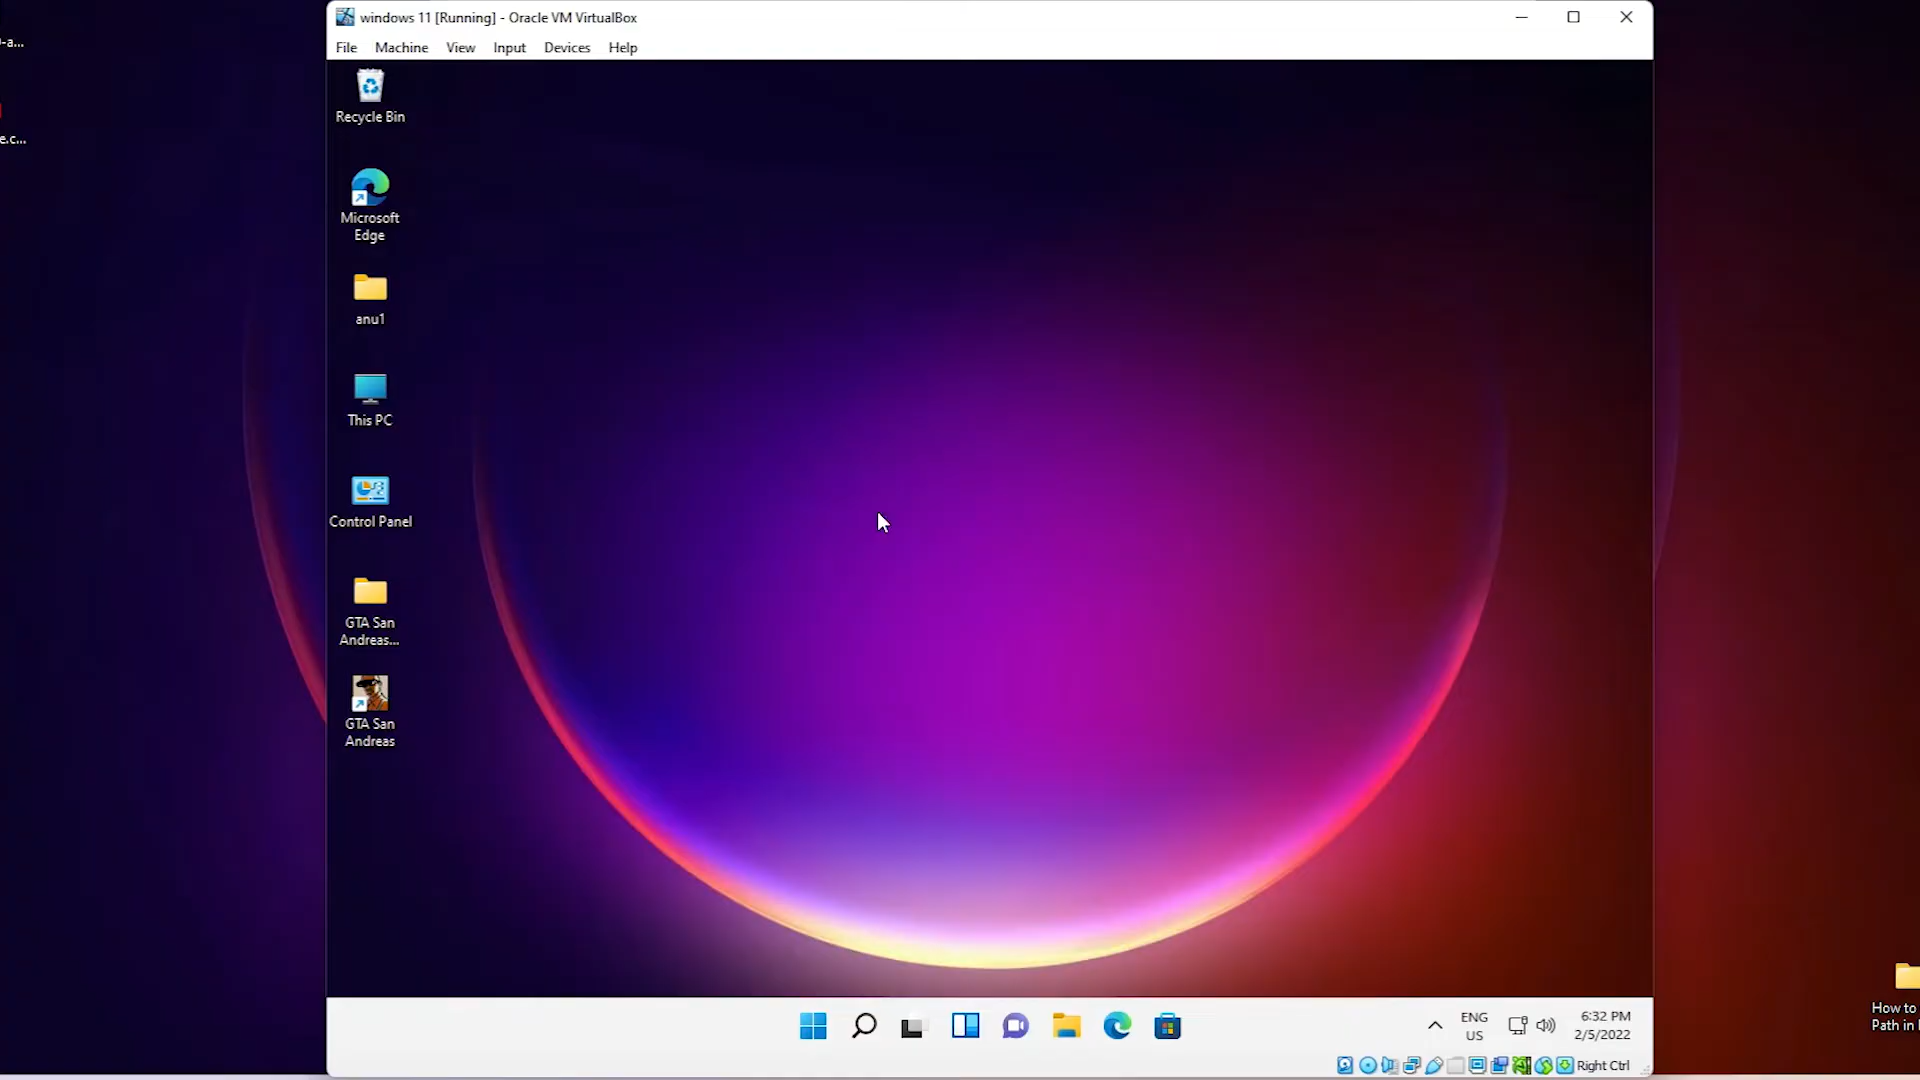 windows 11 [Running] - Oracle VM VirtualBox
File Machine View Input Devices Help
-a...
e.c...
Recycle Bin
Microsoft
Edge
anu1
This PC
Control Panel
GTA San
Andreas...
GTA San
Andreas
How to
Path in
ENG
US
6:32 PM
2/5/2022
Right Ctrl